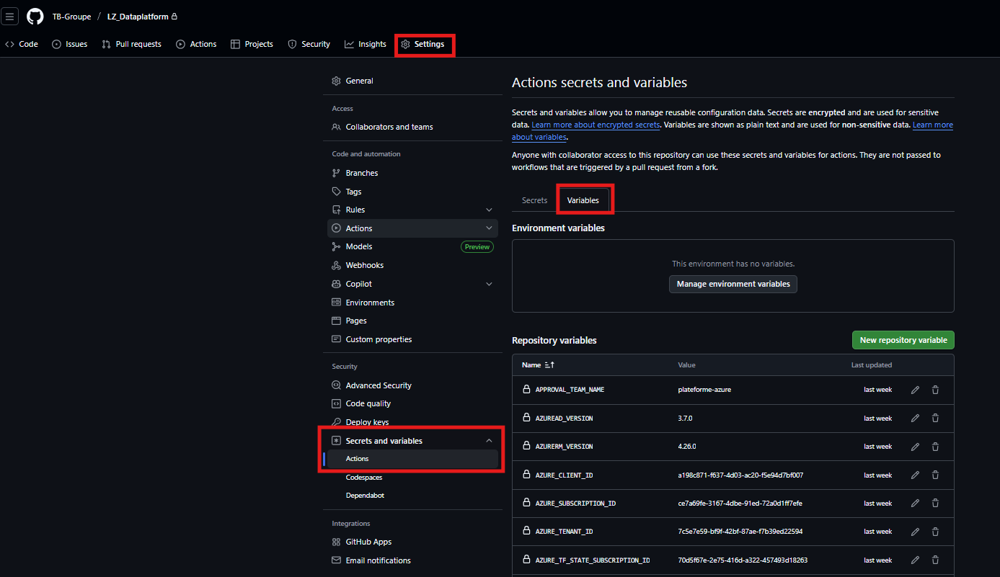 TB-Groupe / LZ_Dataplatform
Code Issues Pull requests Actions Projects Security Insights Settings
General
Access
Collaborators and teams
Code and automation
Branches
Tags
Rules
Actions
Models Preview
Webhooks
Copilot
Environments
Pages
Custom properties
Security
Advanced Security
Code quality
Deploy keys
Secrets and variables
Actions
Codespaces
Dependabot
Integrations
GitHub Apps
Email notifications
Actions secrets and variables
Secrets and variables allow you to manage reusable configuration data. Secrets are encrypted and are used for sensitive
data. Learn more about encrypted secrets. Variables are shown as plain text and are used for non-sensitive data. Learn more
about variables.
Anyone with collaborator access to this repository can use these secrets and variables for actions. They are not passed to
workflows that are triggered by a pull request from a fork.
Secrets Variables
Environment variables
This environment has no variables.
Manage environment variables
Repository variables New repository variable
Name Value Last updated
APPROVAL_TEAM_NAME plateforme-azure last week
AZUREAD_VERSION 3.7.0 last week
AZURERM_VERSION 4.26.0 last week
AZURE_CLIENT_ID a198c871-f637-4d03-ac20-f5e94d7bf007 last week
AZURE_SUBSCRIPTION_ID ce7a69fe-3167-4dbe-91ed-72a0d1ff7efe last week
AZURE_TENANT_ID 7c5e7e59-bf9f-42bf-87ae-f7b39ed22594 last week
AZURE_TF_STATE_SUBSCRIPTION_ID 70d5f67e-2e75-416d-a322-457493d18263 last week